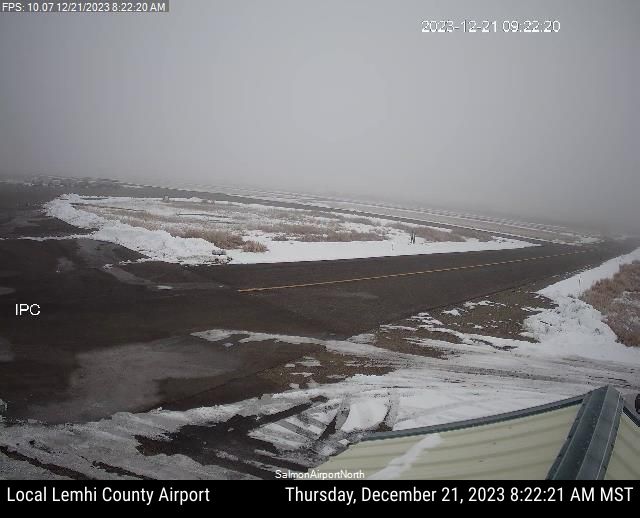 FPS: 10.07 12/21/2023 8:22:20 AM
2023-12-21 09:22:20
IPC
SalmonAirportNorth
Local Lemhi County Airport
Thursday, December 21, 2023 8:22:21 AM MST